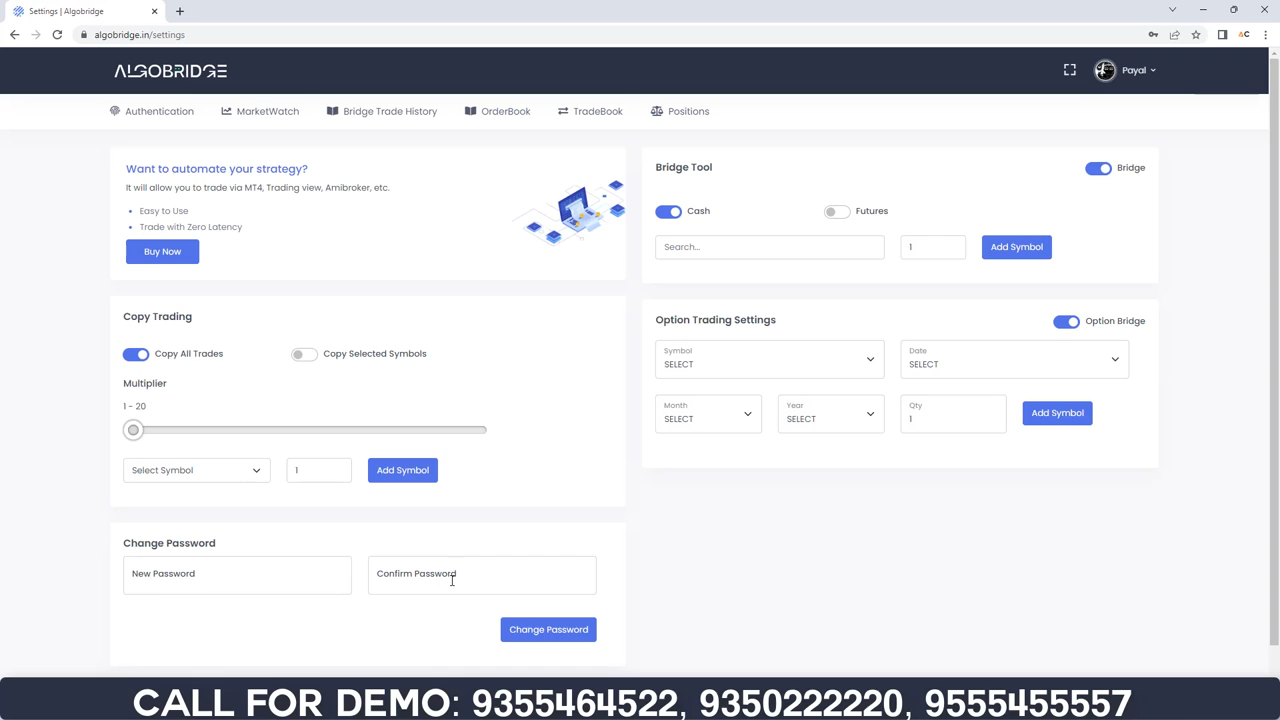 Settings | Algobridge
algobridge.in/settings
AC
ALGOBRIDGE
Payal
Authentication
MarketWatch
Bridge Trade History
OrderBook
TradeBook
Positions
Want to automate your strategy?
It will allow you to trade via MT4, Trading view, Amibroker, etc.
Easy to Use
Trade with Zero Latency
Buy Now
Bridge Tool
Bridge
Cash
Futures
Search...
1
Add Symbol
Copy Trading
Copy All Trades
Copy Selected Symbols
Multiplier
1 - 20
Select Symbol
1
Add Symbol
Option Trading Settings
Option Bridge
Symbol
SELECT
Date
SELECT
Month
SELECT
Year
SELECT
Qty
1
Add Symbol
Change Password
New Password
Confirm Password
Change Password
CALL FOR DEMO: 9355464522, 9350222220, 9555455557